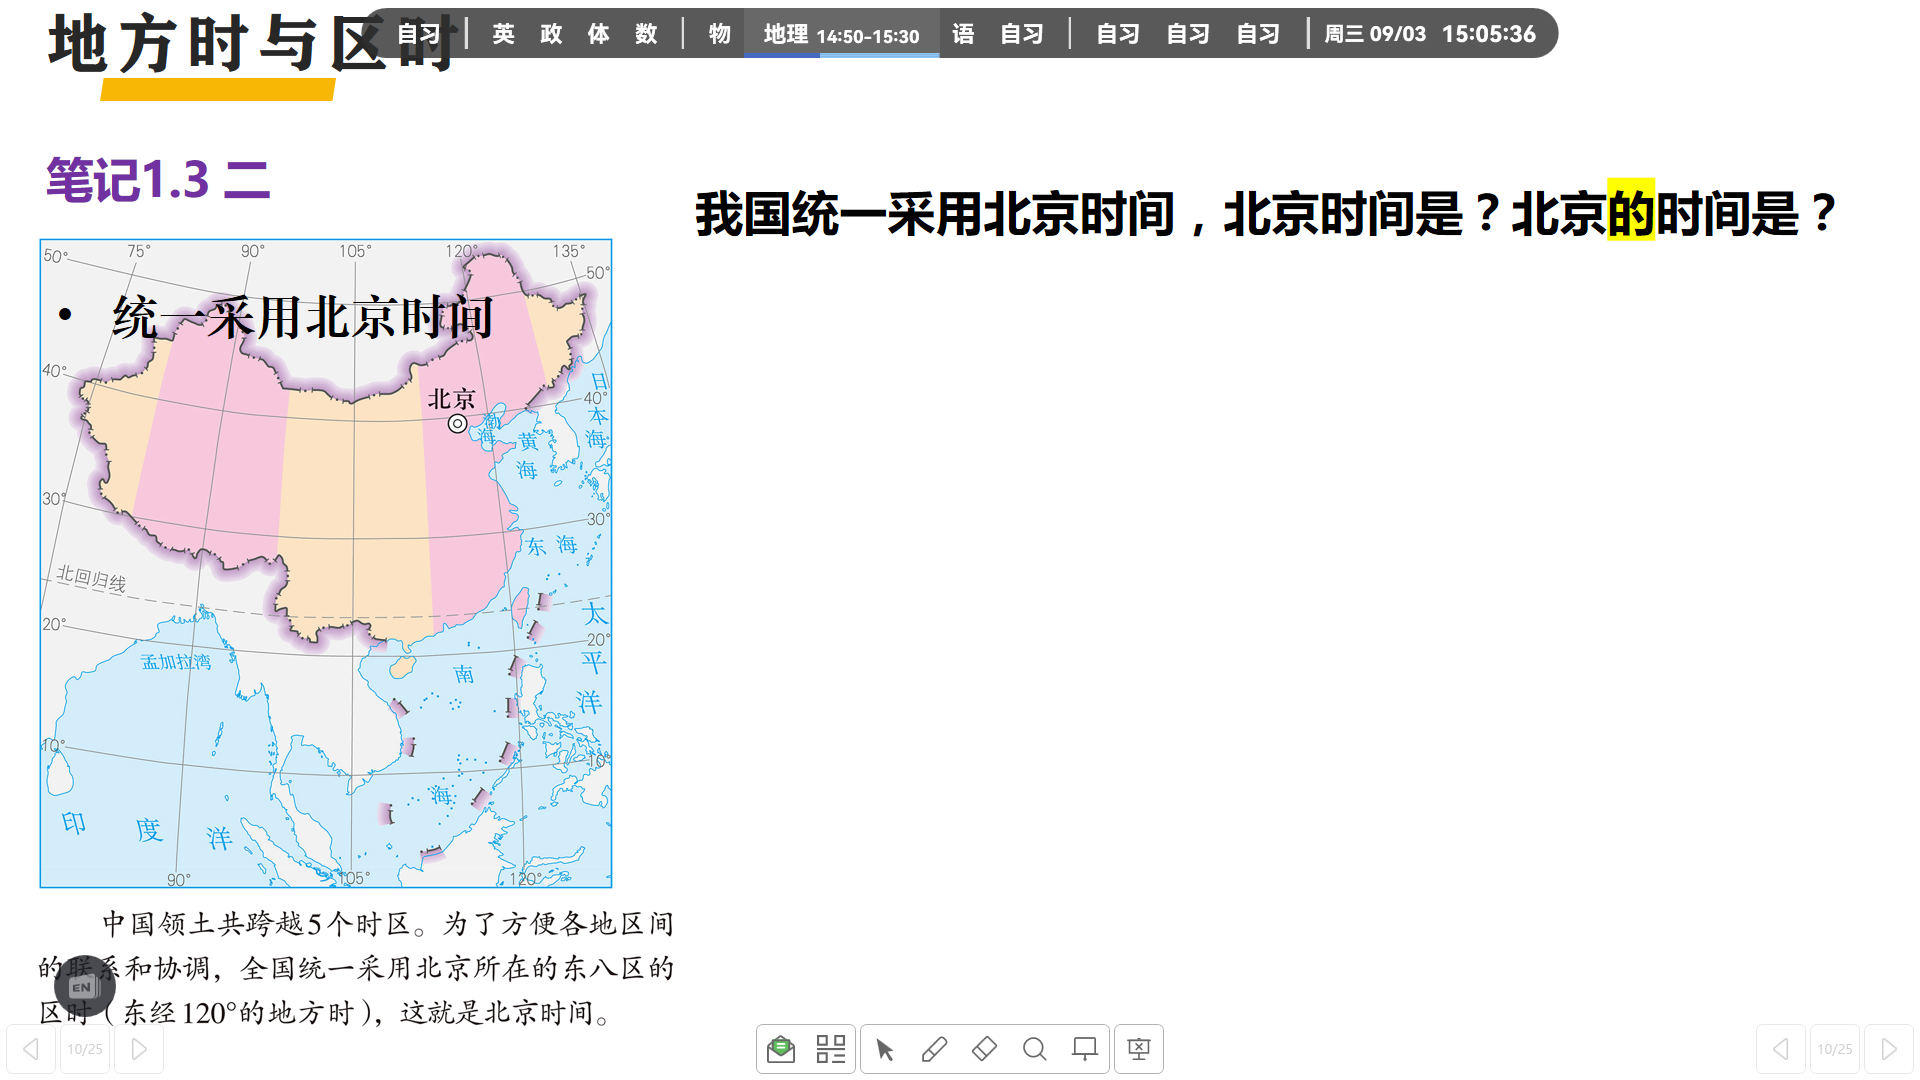 地方时与区时
自习 | 英 政 体 数 | 物 地理 14:50-15:30 语 自习 | 自习 自习 自习 | 周三 09/03 15:05:36
笔记1.3 二
我国统一采用北京时间，北京时间是？北京的时间是？
75° 90° 105° 120° 135°
50° 50°
• 统一采用北京时间
40° 40°
北京
日本海
渤海
黄海
30° 30°
东海
北回归线
太平洋
20° 20°
孟加拉湾
南海
10° 10°
印度洋
90° 105° 120°
中国领土共跨越5个时区。为了方便各地区间
的联系和协调，全国统一采用北京所在的东八区的
区时（东经120°的地方时），这就是北京时间。
EN
10/25
10/25